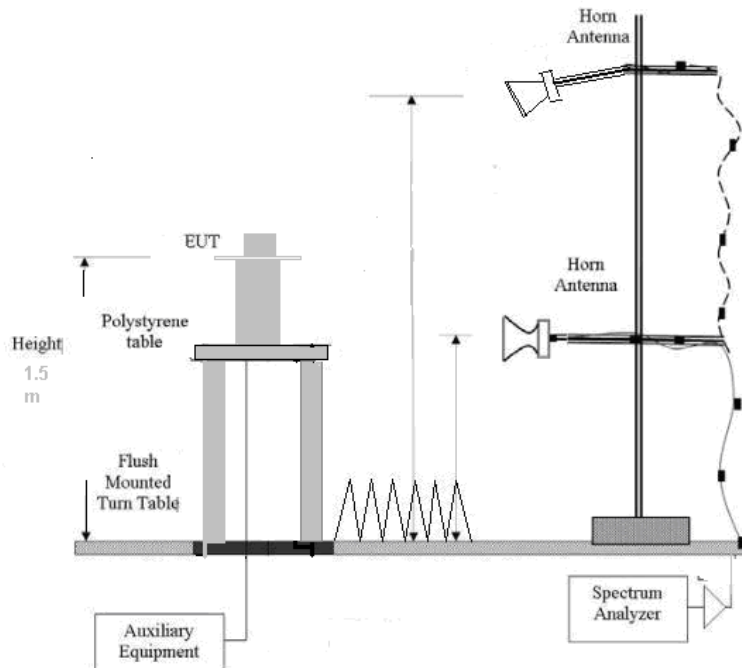 Horn
Antenna
EUT
Horn
Antenna
Polystyrene
table
Height
1.5
m
Flush
Mounted
Turn Table
Spectrum
Analyzer
Auxiliary
Equipment